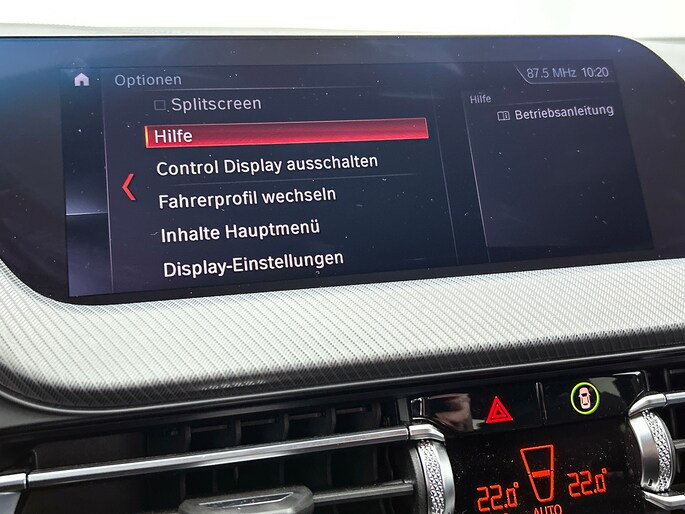 Optionen
87.5 MHz 10:20
Splitscreen
Hilfe
Control Display ausschalten
Fahrerprofil wechseln
Inhalte Hauptmenü
Display-Einstellungen
Hilfe
Betriebsanleitung
22.0 22.0
AUTO